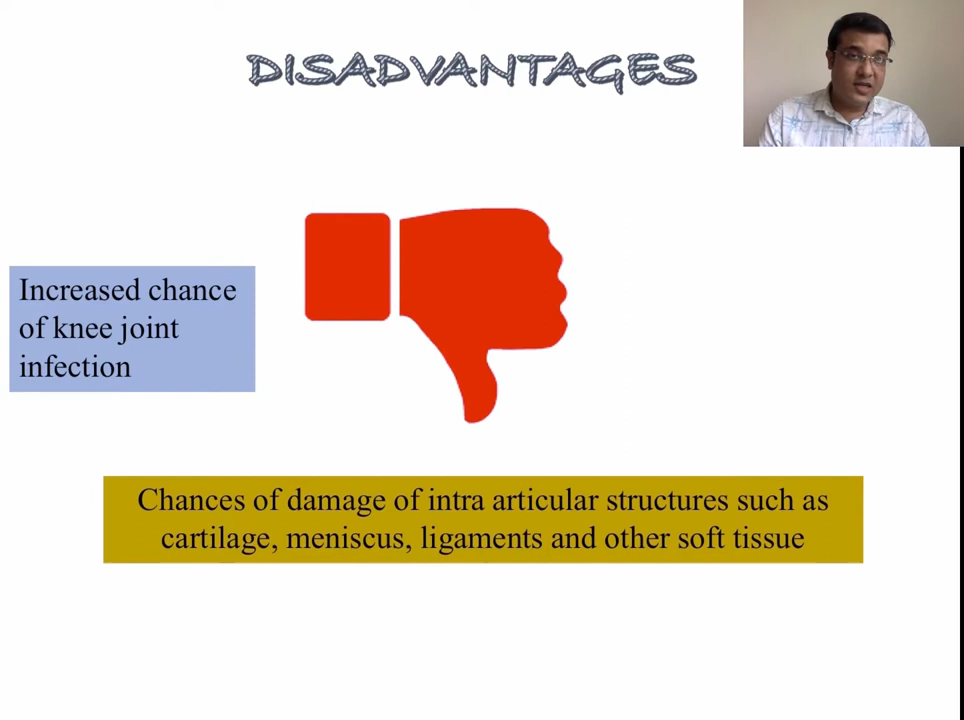 DISADVANTAGES
Increased chance
of knee joint
infection
Chances of damage of intra articular structures such as
cartilage, meniscus, ligaments and other soft tissue